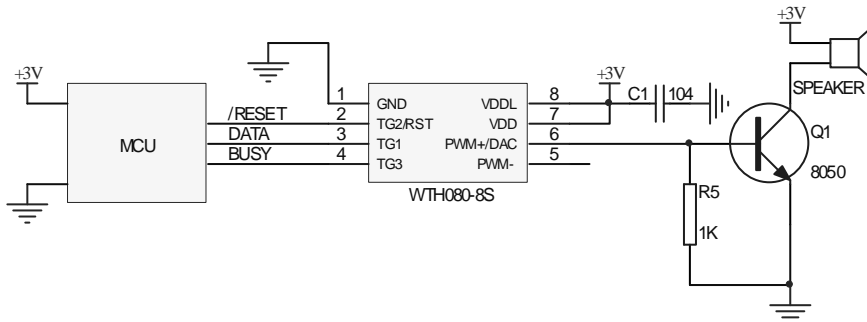 +3V
MCU
/RESET
DATA
BUSY
1
2
3
4
GND
TG2/RST
TG1
TG3
VDDL
VDD
PWM+/DAC
PWM-
8
7
6
5
WTH080-8S
+3V
C1
104
R5
1K
+3V
SPEAKER
Q1
8050